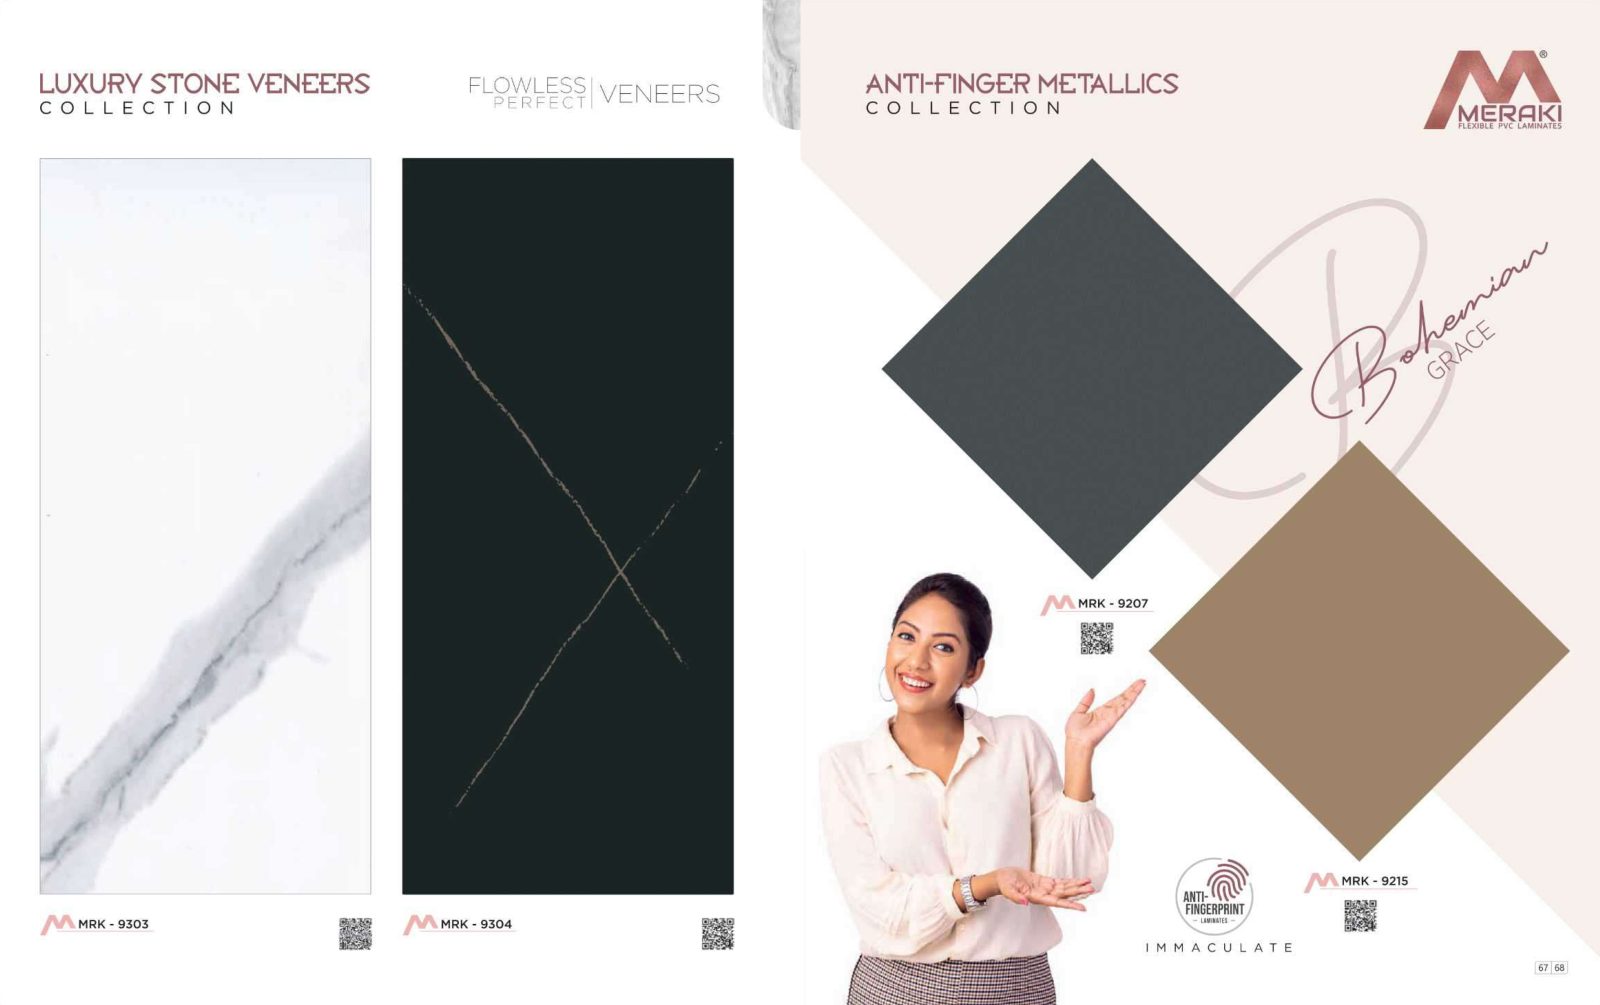 LUXURY STONE VENEERS
COLLECTION
FLOWLESS
PERFECT
VENEERS
MRK - 9303
MRK - 9304
ANTI-FINGER METALLICS
COLLECTION
MERAKI®
FLEXIBLE PVC LAMINATES
Bohemian
GRACE
MRK - 9207
MRK - 9215
ANTI-
FINGERPRINT
- LAMINATES -
IMMACULATE
67 68